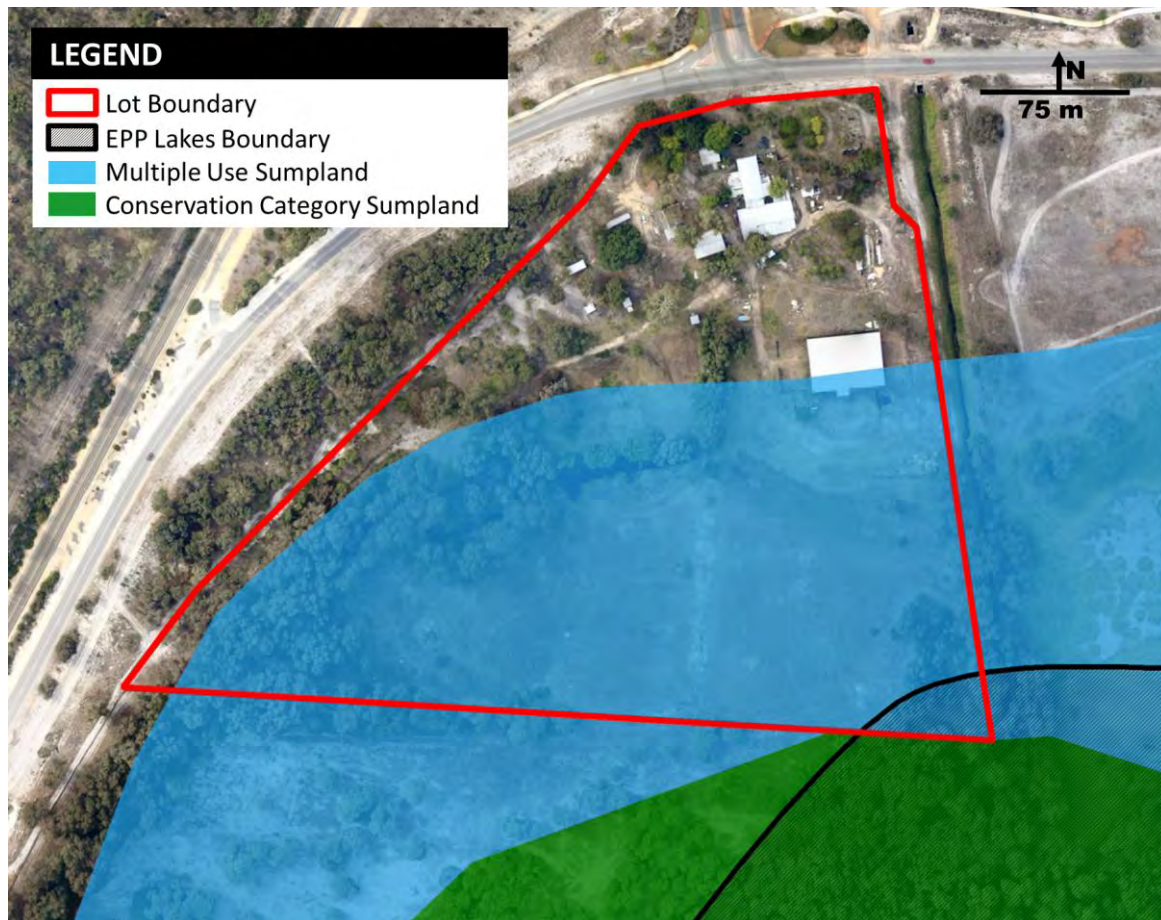 LEGEND
Lot Boundary
EPP Lakes Boundary
Multiple Use Sumpland
Conservation Category Sumpland
N
75 m